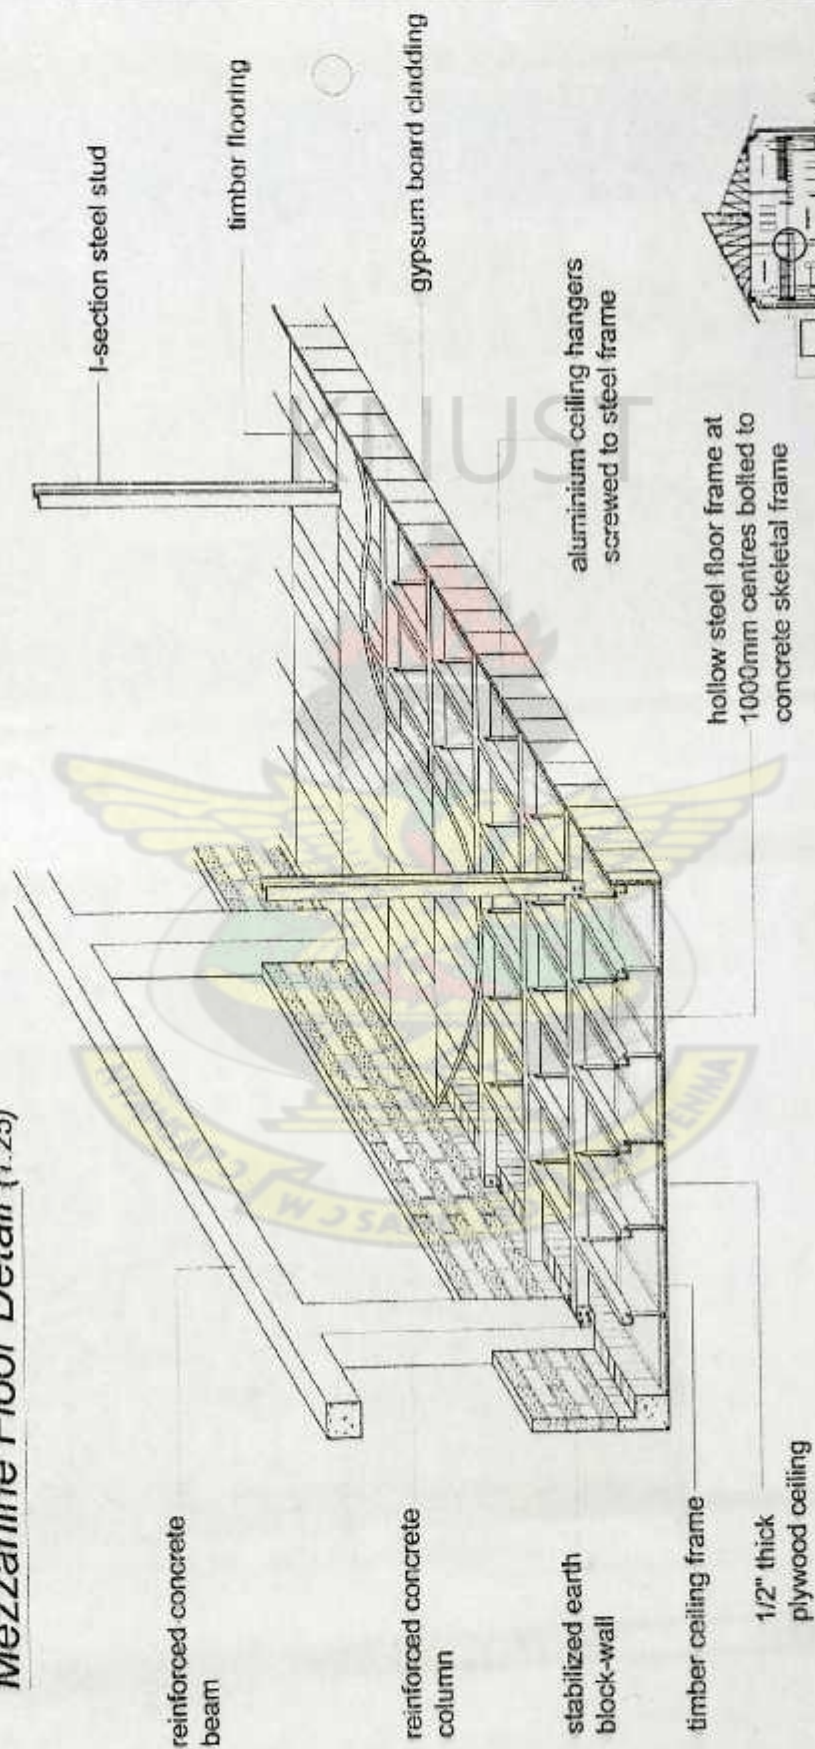 Mezzanine Floor Detail (1:25)
I-section steel stud
timber flooring
gypsum board cladding
aluminium ceiling hangers
screwed to steel frame
hollow steel floor frame at
1000mm centres bolted to
concrete skeletal frame
reinforced concrete
beam
reinforced concrete
column
stabilized earth
block-wall
timber ceiling frame
1/2" thick
plywood ceiling
KNUST